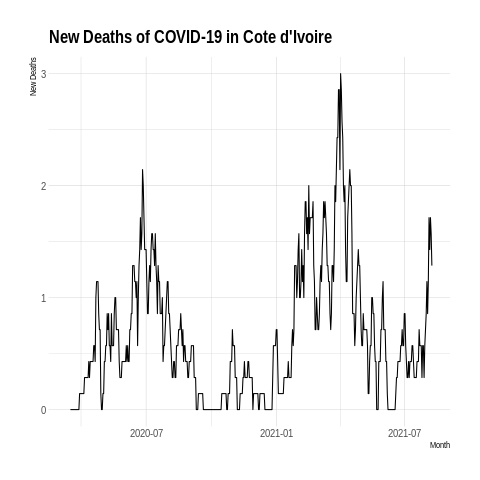 New Deaths of COVID-19 in Cote d'Ivoire
New Deaths
3
2
1
0
2020-07
2021-01
2021-07
Month